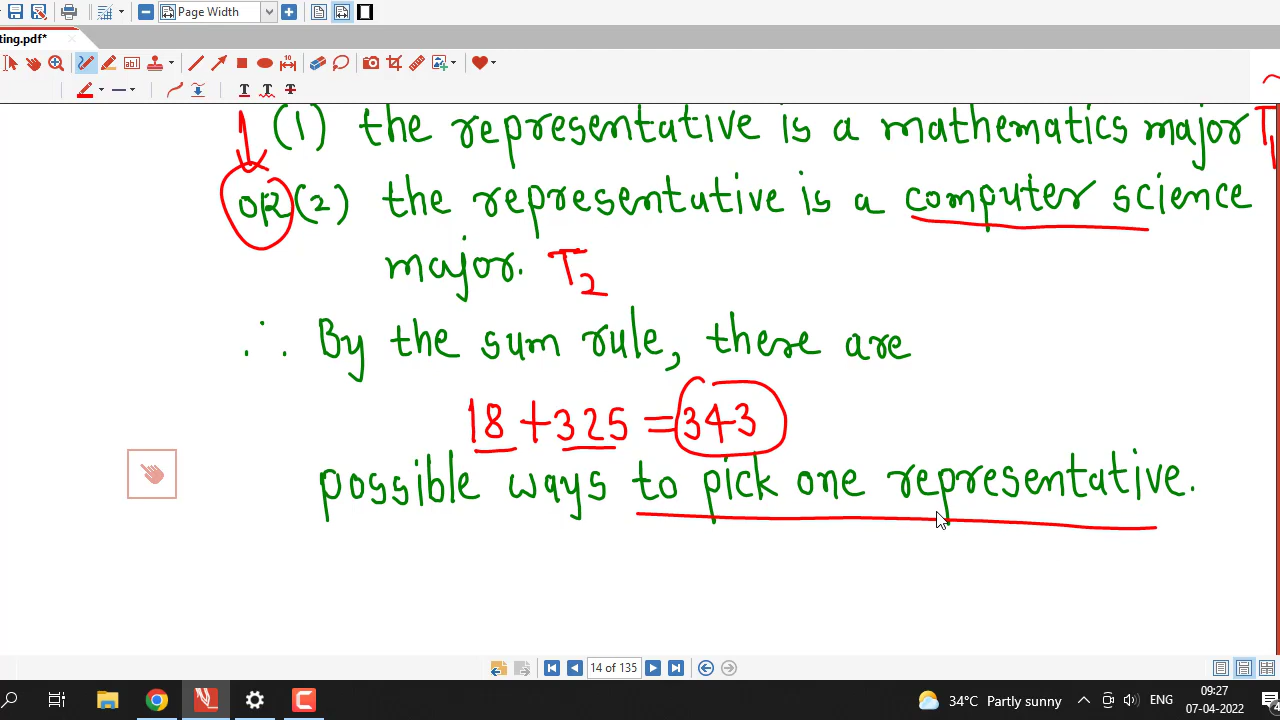 Page Width
ting.pdf*
10
(1) the representative is a mathematics major T1
OR (2) the representative is a computer science
major. T2
∴ By the sum rule, there are
18 + 325 = 343
possible ways to pick one representative.
14 of 135
34°C Partly sunny
ENG
09:27
07-04-2022